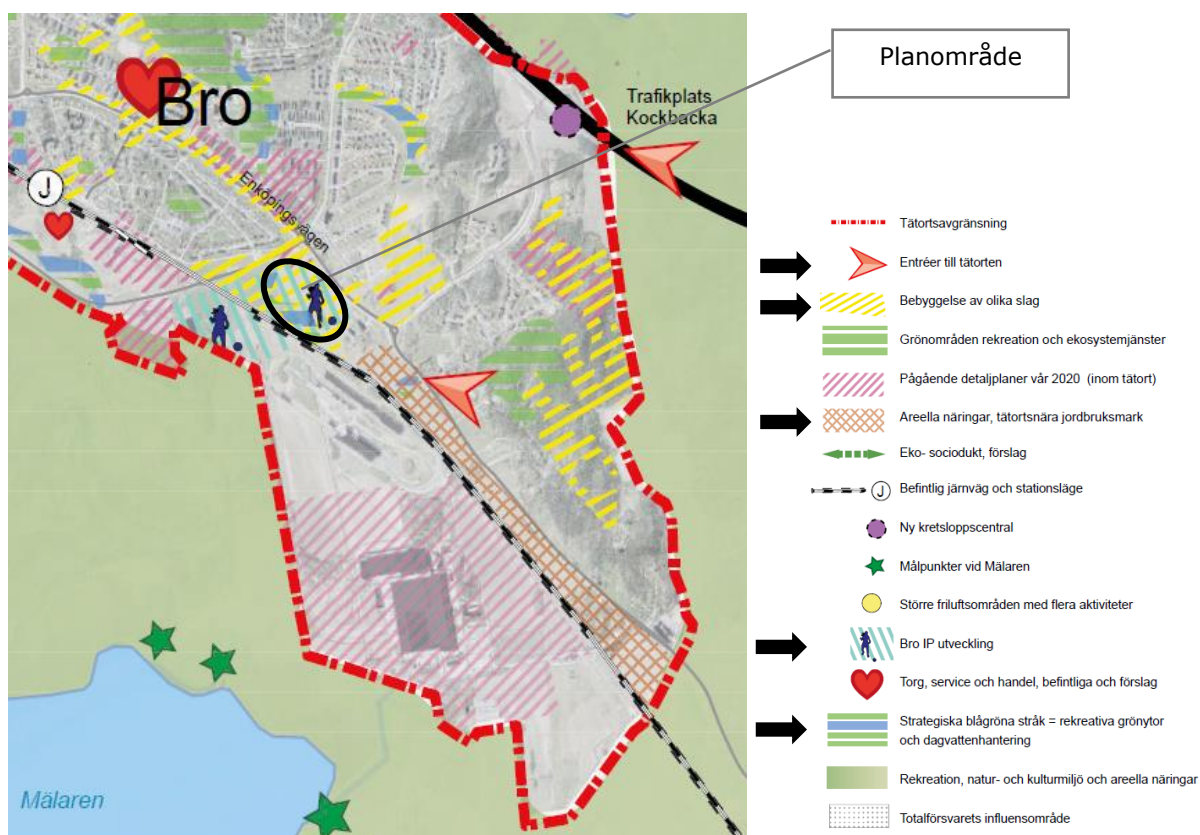 Planområde
Bro
Trafikplats
Kockbacka
J
Enköpingsvägen
Mälaren
Tätortsavgränsning
Entréer till tätorten
Bebyggelse av olika slag
Grönområden rekreation och ekosystemjänster
Pågående detaljplaner vår 2020 (inom tätort)
Areella näringar, tätortsnära jordbruksmark
Eko- sociodukt, förslag
J Befintlig järnväg och stationsläge
Ny kretsloppscentral
Målpunkter vid Mälaren
Större friluftsområden med flera aktiviteter
Bro IP utveckling
Torg, service och handel, befintliga och förslag
Strategiska blågröna stråk = rekreativa grönytor
och dagvattenhantering
Rekreation, natur- och kulturmiljö och areella näringar
Totalförsvarets influensområde